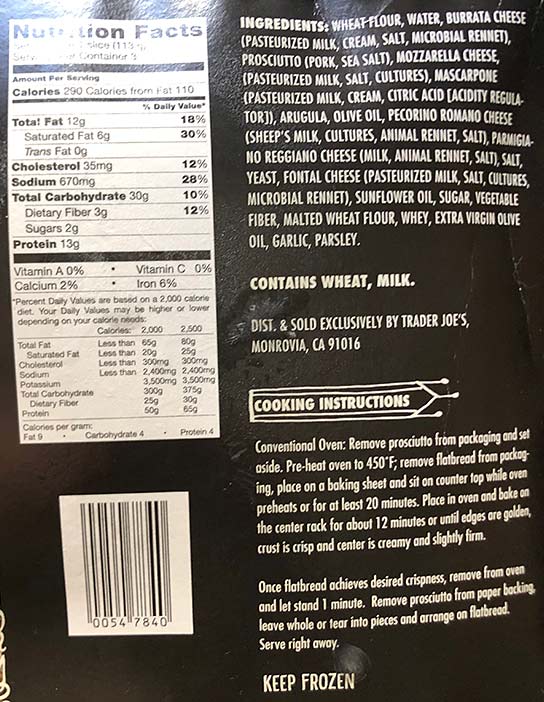 Nutrition Facts
slice (113 g)
Container 3
Amount Per Serving
Calories 290 Calories from Fat 110
% Daily Value*
Total Fat 12g 18%
Saturated Fat 6g 30%
Trans Fat 0g
Cholesterol 35mg 12%
Sodium 670mg 28%
Total Carbohydrate 30g 10%
Dietary Fiber 3g 12%
Sugars 2g
Protein 13g
Vitamin A 0% • Vitamin C 0%
Calcium 2% • Iron 6%
*Percent Daily Values are based on a 2,000 calorie
diet. Your Daily Values may be higher or lower
depending on your calorie needs:
Calories: 2,000 2,500
Total Fat Less than 65g 80g
Saturated Fat Less than 20g 25g
Cholesterol Less than 300mg 300mg
Sodium Less than 2,400mg 2,400mg
Potassium 3,500mg 3,500mg
Total Carbohydrate 300g 375g
Dietary Fiber 25g 30g
Protein 50g 65g
Calories per gram:
Fat 9 • Carbohydrate 4 • Protein 4
0054 7840
INGREDIENTS: WHEAT FLOUR, WATER, BURRATA CHEESE
(PASTEURIZED MILK, CREAM, SALT, MICROBIAL RENNET),
PROSCIUTTO (PORK, SEA SALT), MOZZARELLA CHEESE,
(PASTEURIZED MILK, SALT, CULTURES), MASCARPONE
(PASTEURIZED MILK, CREAM, CITRIC ACID [ACIDITY REGULA-
TOR]), ARUGULA, OLIVE OIL, PECORINO ROMANO CHEESE
(SHEEP'S MILK, CULTURES, ANIMAL RENNET, SALT), PARMIGIA-
NO REGGIANO CHEESE (MILK, ANIMAL RENNET, SALT), SALT,
YEAST, FONTAL CHEESE (PASTEURIZED MILK, SALT, CULTURES,
MICROBIAL RENNET), SUNFLOWER OIL, SUGAR, VEGETABLE
FIBER, MALTED WHEAT FLOUR, WHEY, EXTRA VIRGIN OLIVE
OIL, GARLIC, PARSLEY.
CONTAINS WHEAT, MILK.
DIST. & SOLD EXCLUSIVELY BY TRADER JOE'S,
MONROVIA, CA 91016
COOKING INSTRUCTIONS
Conventional Oven: Remove prosciutto from packaging and set
aside. Pre-heat oven to 450°F; remove flatbread from packag-
ing, place on a baking sheet and sit on counter top while oven
preheats or for at least 20 minutes. Place in oven and bake on
the center rack for about 12 minutes or until edges are golden,
crust is crisp and center is creamy and slightly firm.
Once flatbread achieves desired crispness, remove from oven
and let stand 1 minute. Remove prosciutto from paper backing,
leave whole or tear into pieces and arrange on flatbread.
Serve right away.
KEEP FROZEN